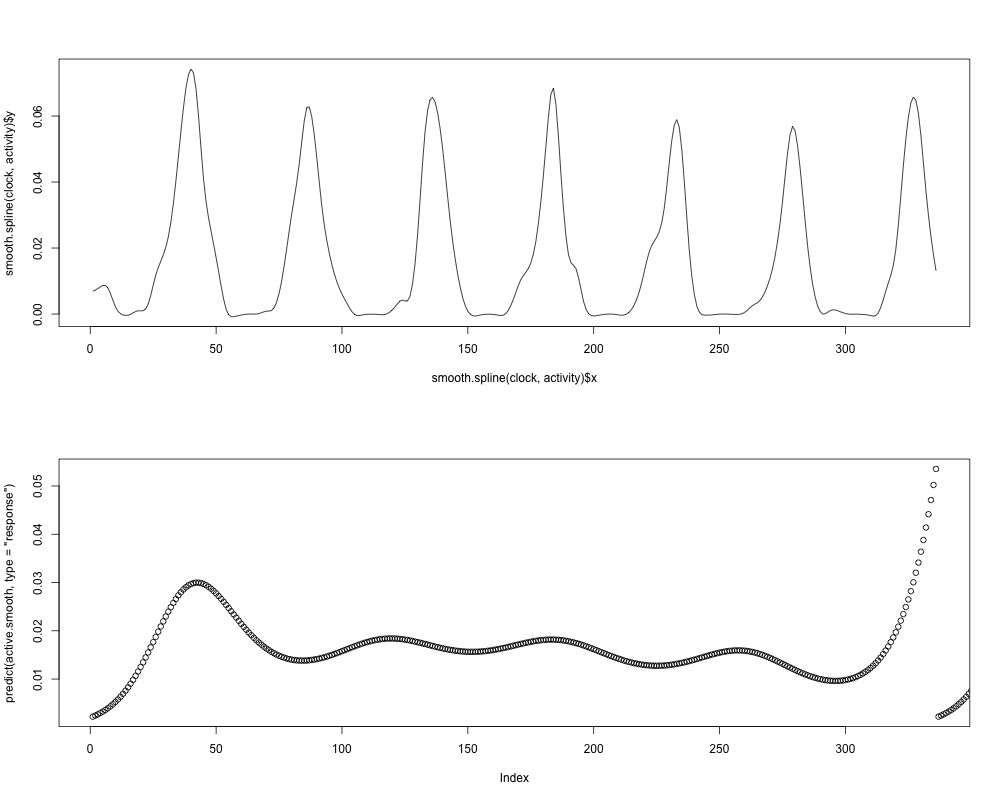 smooth.spline(clock, activity)$y
0.00 0.02 0.04 0.06
0 50 100 150 200 250 300
smooth.spline(clock, activity)$x
predict(active.smooth, type = "response")
0.01 0.02 0.03 0.04 0.05
0 50 100 150 200 250 300
Index